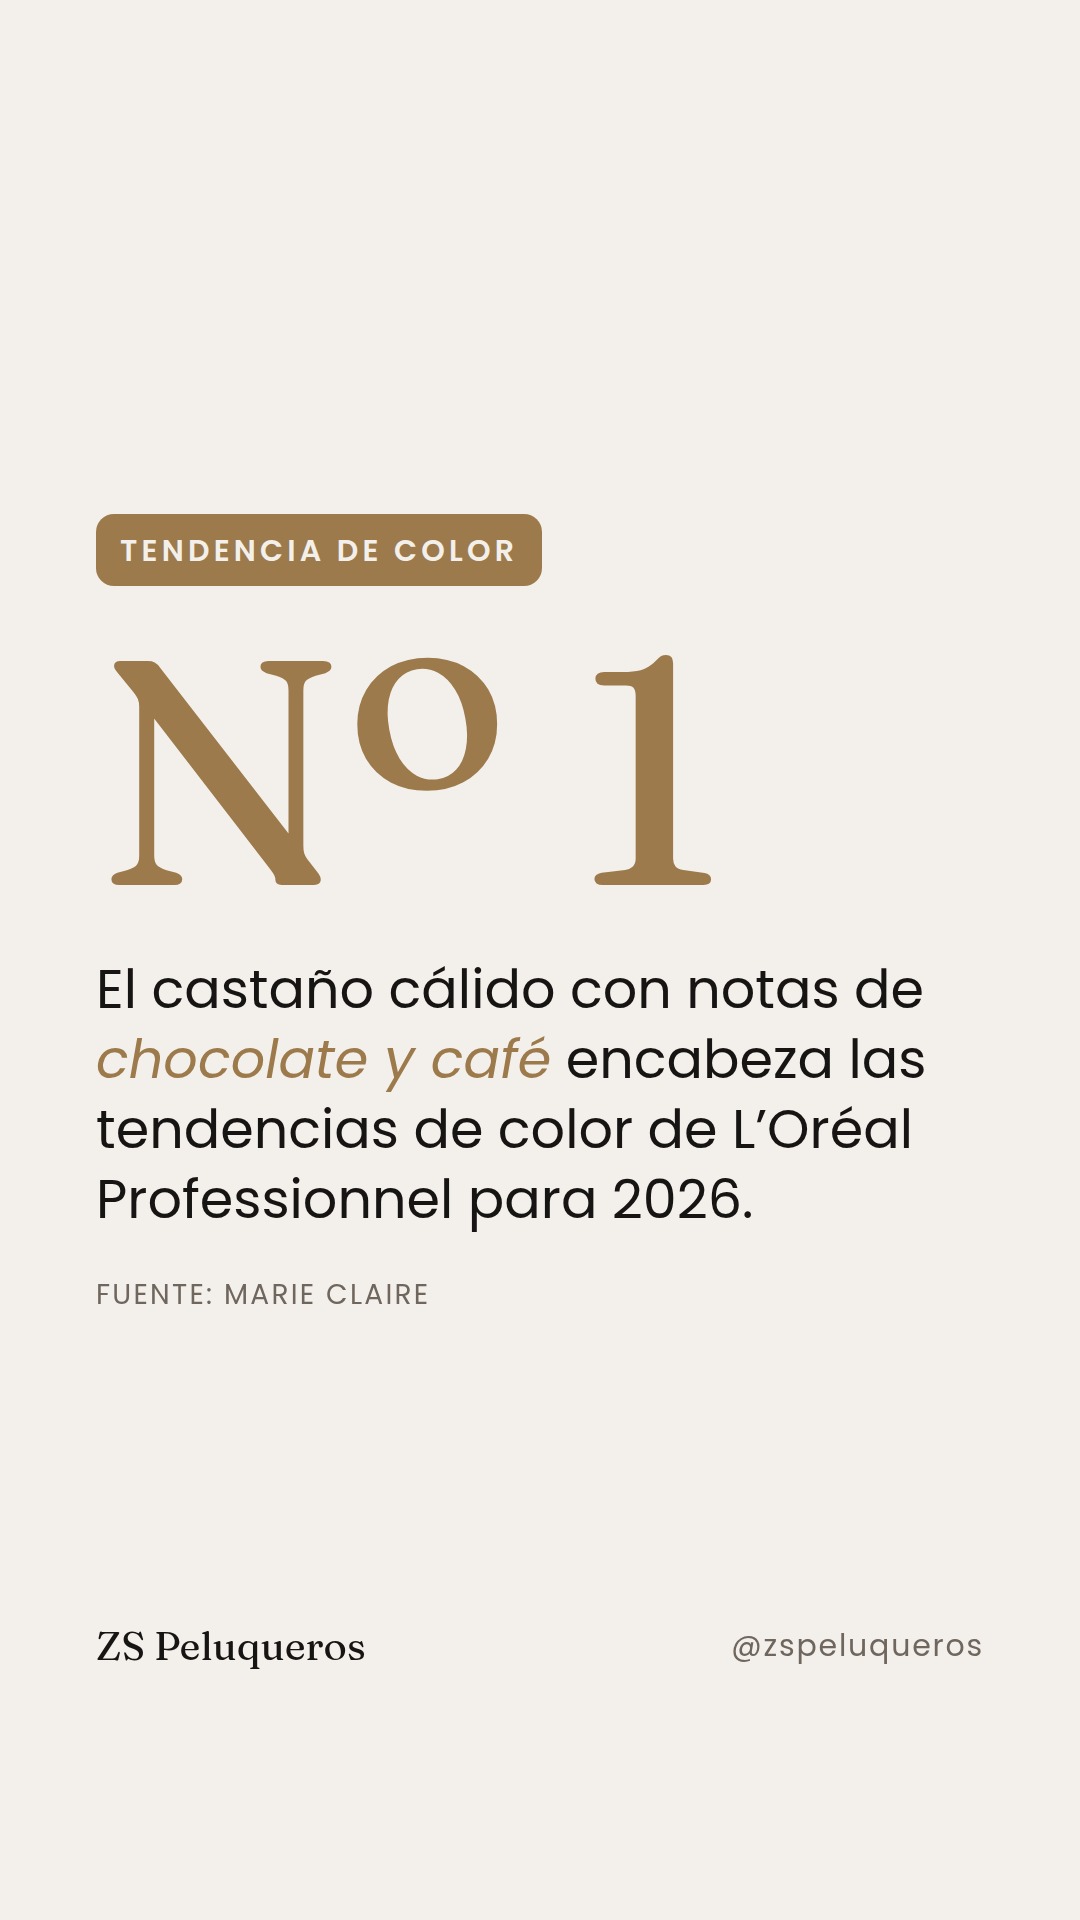 TENDENCIA DE COLOR
Nº 1
El castaño cálido con notas de
chocolate y café encabeza las
tendencias de color de L’Oréal
Professionnel para 2026.
FUENTE: MARIE CLAIRE
ZS Peluqueros
@zspeluqueros